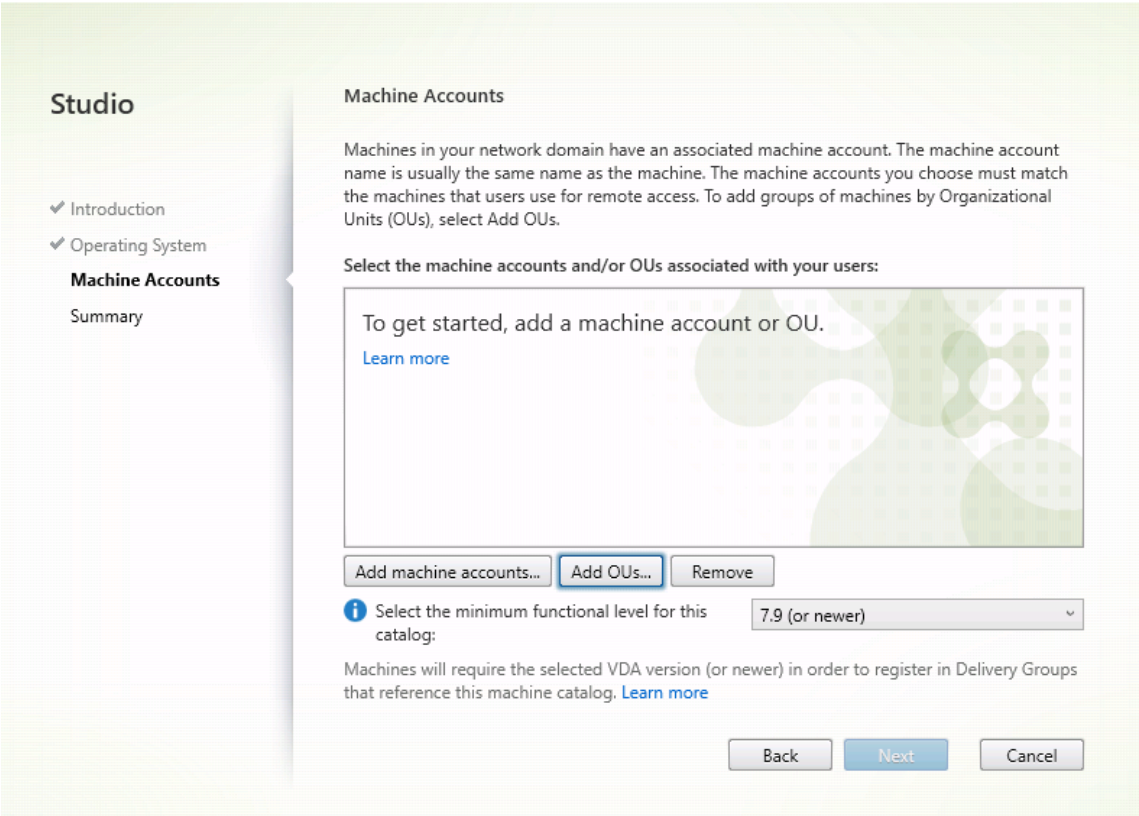 Studio
Introduction
Operating System
Machine Accounts
Summary
Machine Accounts
Machines in your network domain have an associated machine account. The machine account
name is usually the same name as the machine. The machine accounts you choose must match
the machines that users use for remote access. To add groups of machines by Organizational
Units (OUs), select Add OUs.
Select the machine accounts and/or OUs associated with your users:
To get started, add a machine account or OU.
Learn more
Add machine accounts... Add OUs... Remove
Select the minimum functional level for this 7.9 (or newer)
catalog:
Machines will require the selected VDA version (or newer) in order to register in Delivery Groups
that reference this machine catalog. Learn more
Back Next Cancel